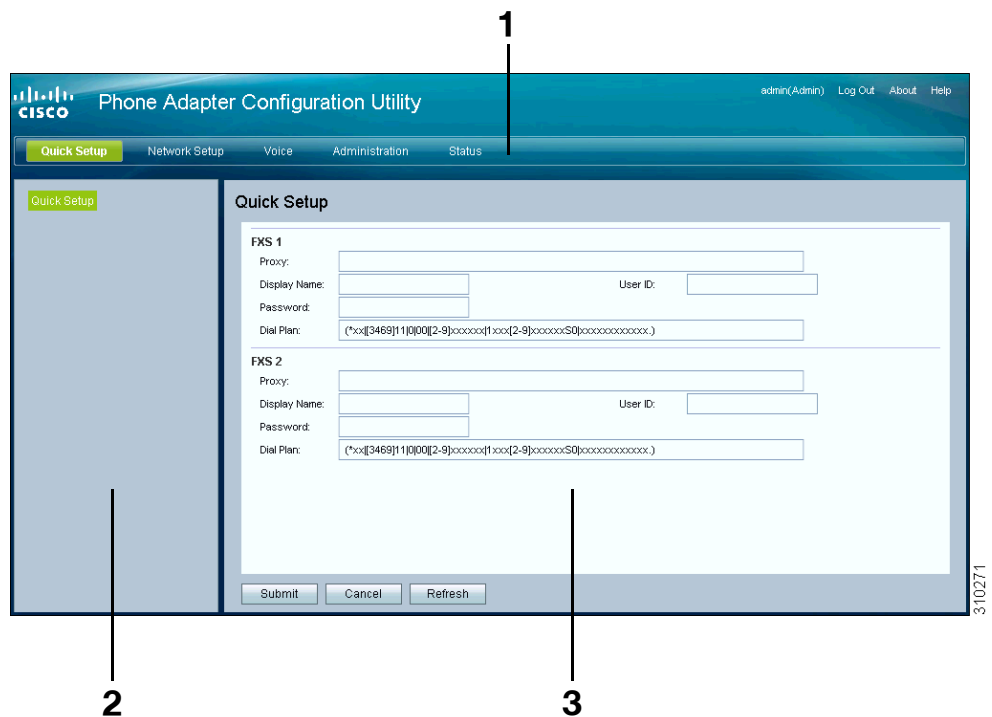 1
CISCO Phone Adapter Configuration Utility admin(Admin) Log Out About Help
Quick Setup Network Setup Voice Administration Status
Quick Setup
Quick Setup
FXS 1
Proxy:
Display Name: User ID:
Password:
Dial Plan: (*xx|[3469]11|0|00|[2-9]xxxxxx|1xxx[2-9]xxxxxxS0|xxxxxxxxxxxx.)
FXS 2
Proxy:
Display Name: User ID:
Password:
Dial Plan: (*xx|[3469]11|0|00|[2-9]xxxxxx|1xxx[2-9]xxxxxxS0|xxxxxxxxxxxx.)
Submit Cancel Refresh
310271
2 3